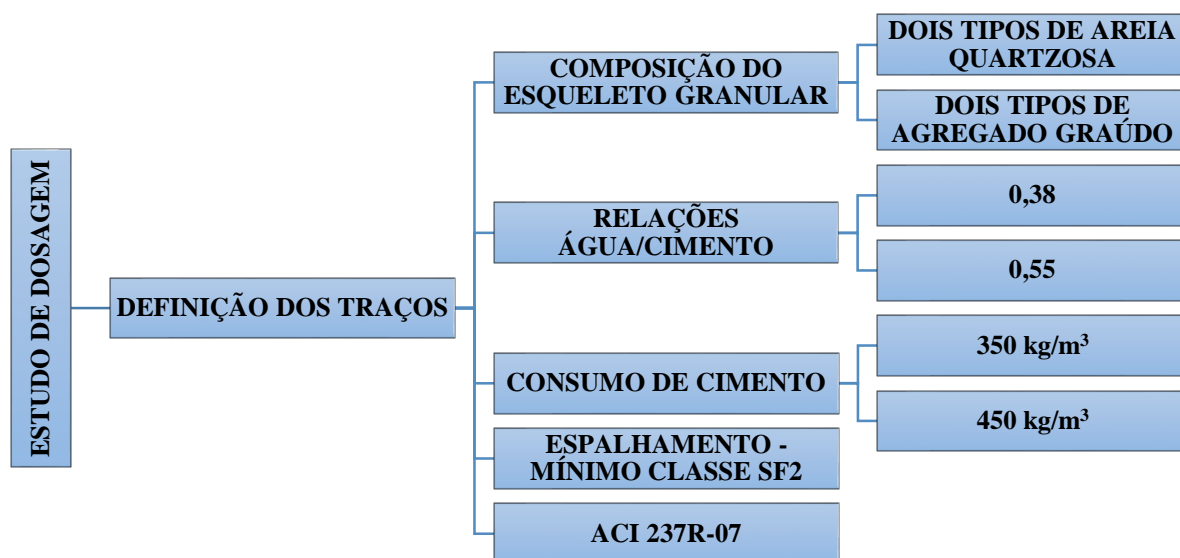 ESTUDO DE DOSAGEM
DEFINIÇÃO DOS TRAÇOS
COMPOSIÇÃO DO
ESQUELETO GRANULAR
DOIS TIPOS DE AREIA
QUARTZOSA
DOIS TIPOS DE
AGREGADO GRAÚDO
RELAÇÕES
ÁGUA/CIMENTO
0,38
0,55
CONSUMO DE CIMENTO
350 kg/m³
450 kg/m³
ESPALHAMENTO -
MÍNIMO CLASSE SF2
ACI 237R-07